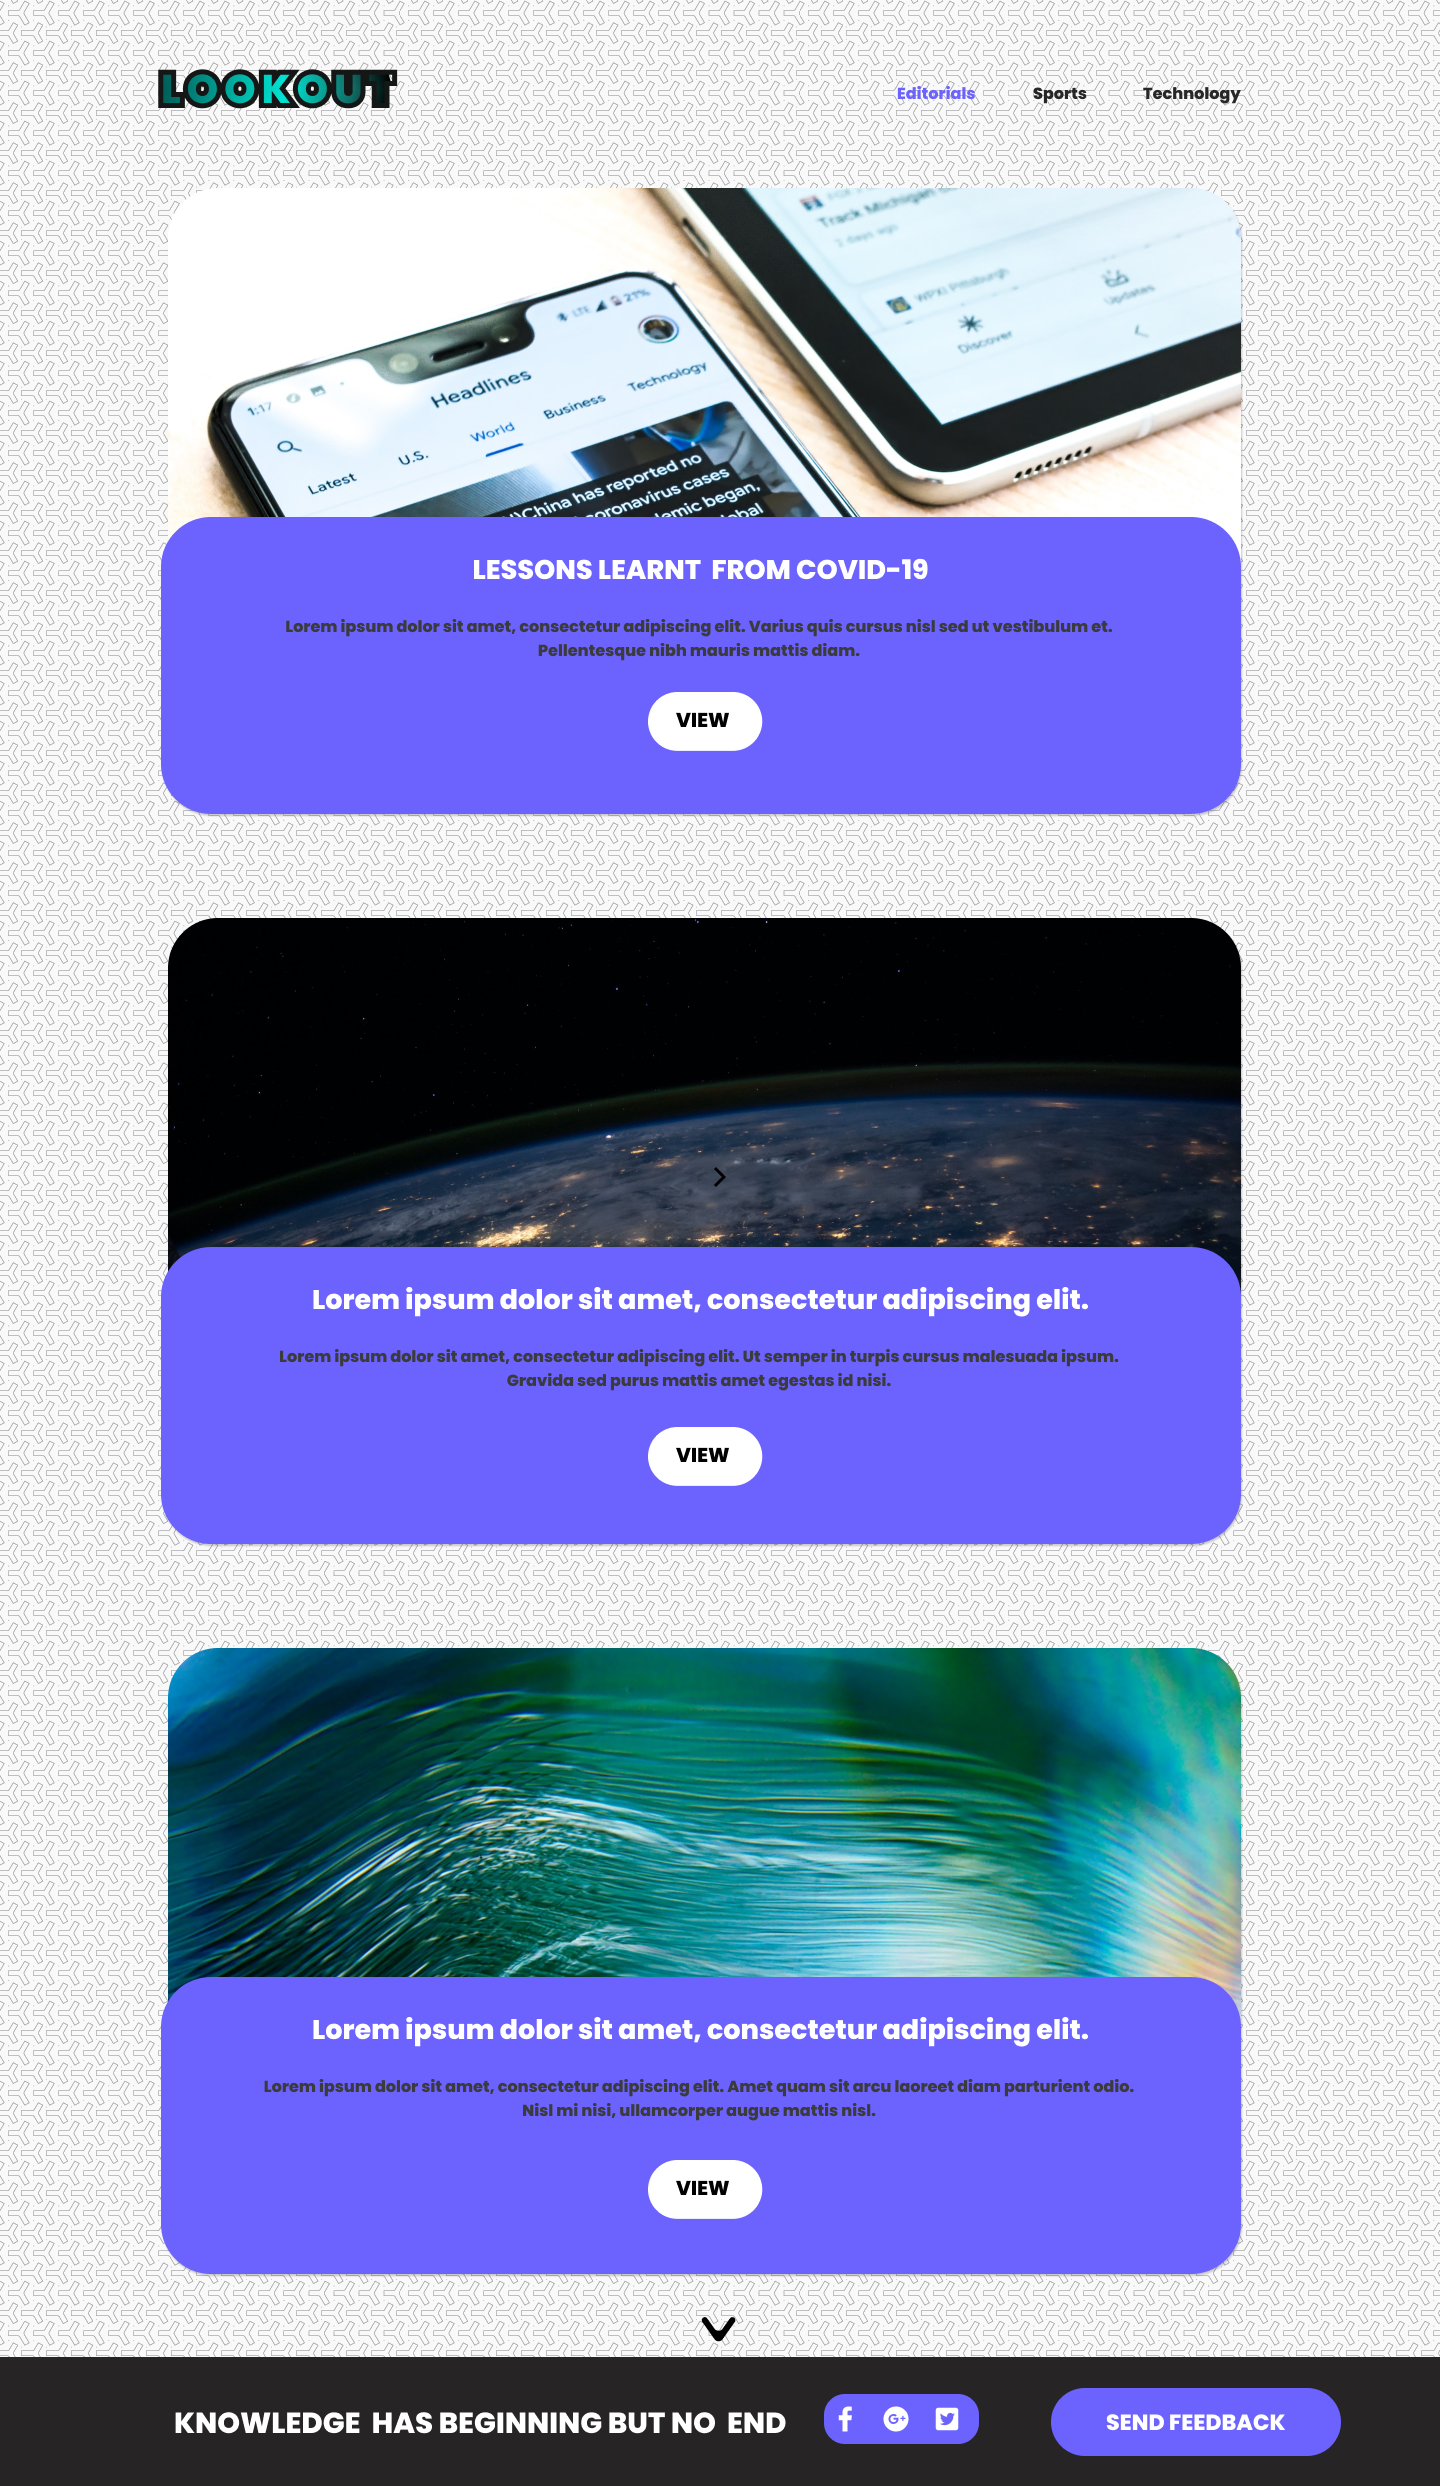 LOOKOUT
Editorials Sports Technology
Track Michigan
2 days ago
WPXI Pittsburgh
Discover Updates
LTE 21%
1:17
Headlines
Latest U.S. World Business Technology
China has reported no
coronavirus cases
began,
LESSONS LEARNT FROM COVID-19
Lorem ipsum dolor sit amet, consectetur adipiscing elit. Varius quis cursus nisl sed ut vestibulum et.
Pellentesque nibh mauris mattis diam.
VIEW
Lorem ipsum dolor sit amet, consectetur adipiscing elit.
Lorem ipsum dolor sit amet, consectetur adipiscing elit. Ut semper in turpis cursus malesuada ipsum.
Gravida sed purus mattis amet egestas id nisi.
VIEW
Lorem ipsum dolor sit amet, consectetur adipiscing elit.
Lorem ipsum dolor sit amet, consectetur adipiscing elit. Amet quam sit arcu laoreet diam parturient odio.
Nisl mi nisi, ullamcorper augue mattis nisl.
VIEW
KNOWLEDGE HAS BEGINNING BUT NO END
SEND FEEDBACK